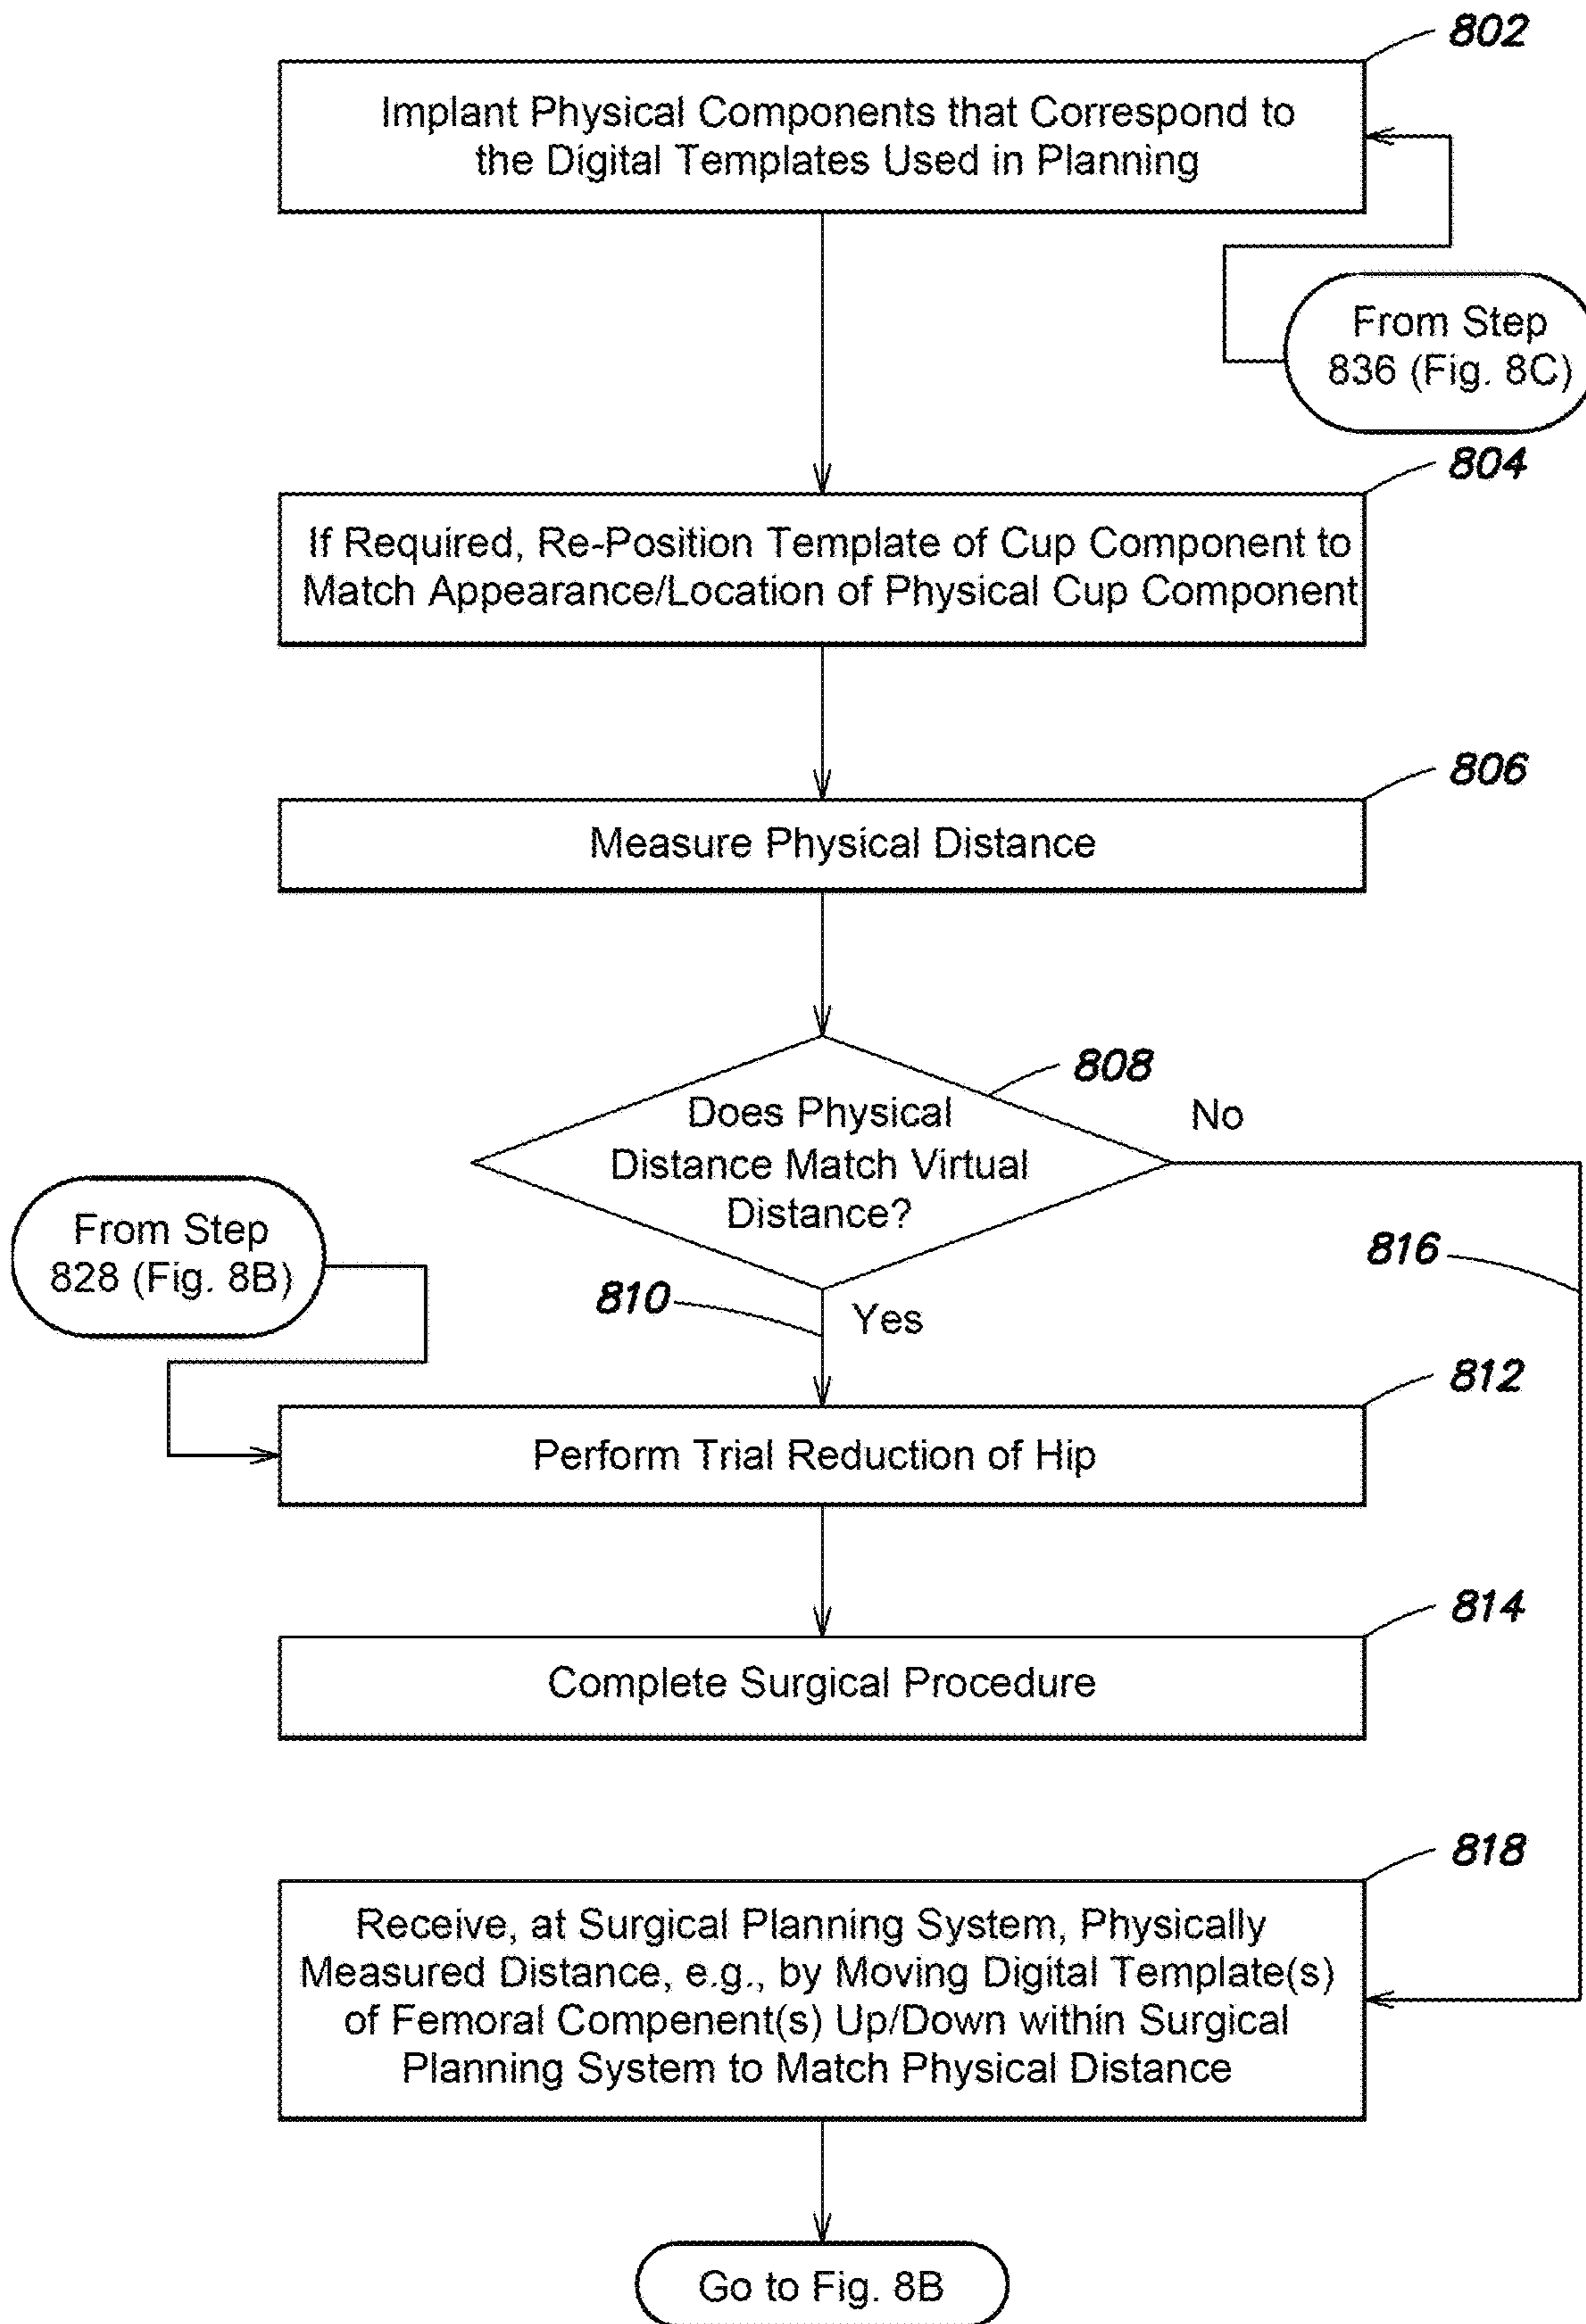 802
Implant Physical Components that Correspond to
the Digital Templates Used in Planning
From Step
836 (Fig. 8C)
804
If Required, Re-Position Template of Cup Component to
Match Appearance/Location of Physical Cup Component
806
Measure Physical Distance
808
Does Physical
Distance Match Virtual
Distance?
No
From Step
828 (Fig. 8B)
816
810
Yes
812
Perform Trial Reduction of Hip
814
Complete Surgical Procedure
818
Receive, at Surgical Planning System, Physically
Measured Distance, e.g., by Moving Digital Template(s)
of Femoral Compenent(s) Up/Down within Surgical
Planning System to Match Physical Distance
Go to Fig. 8B